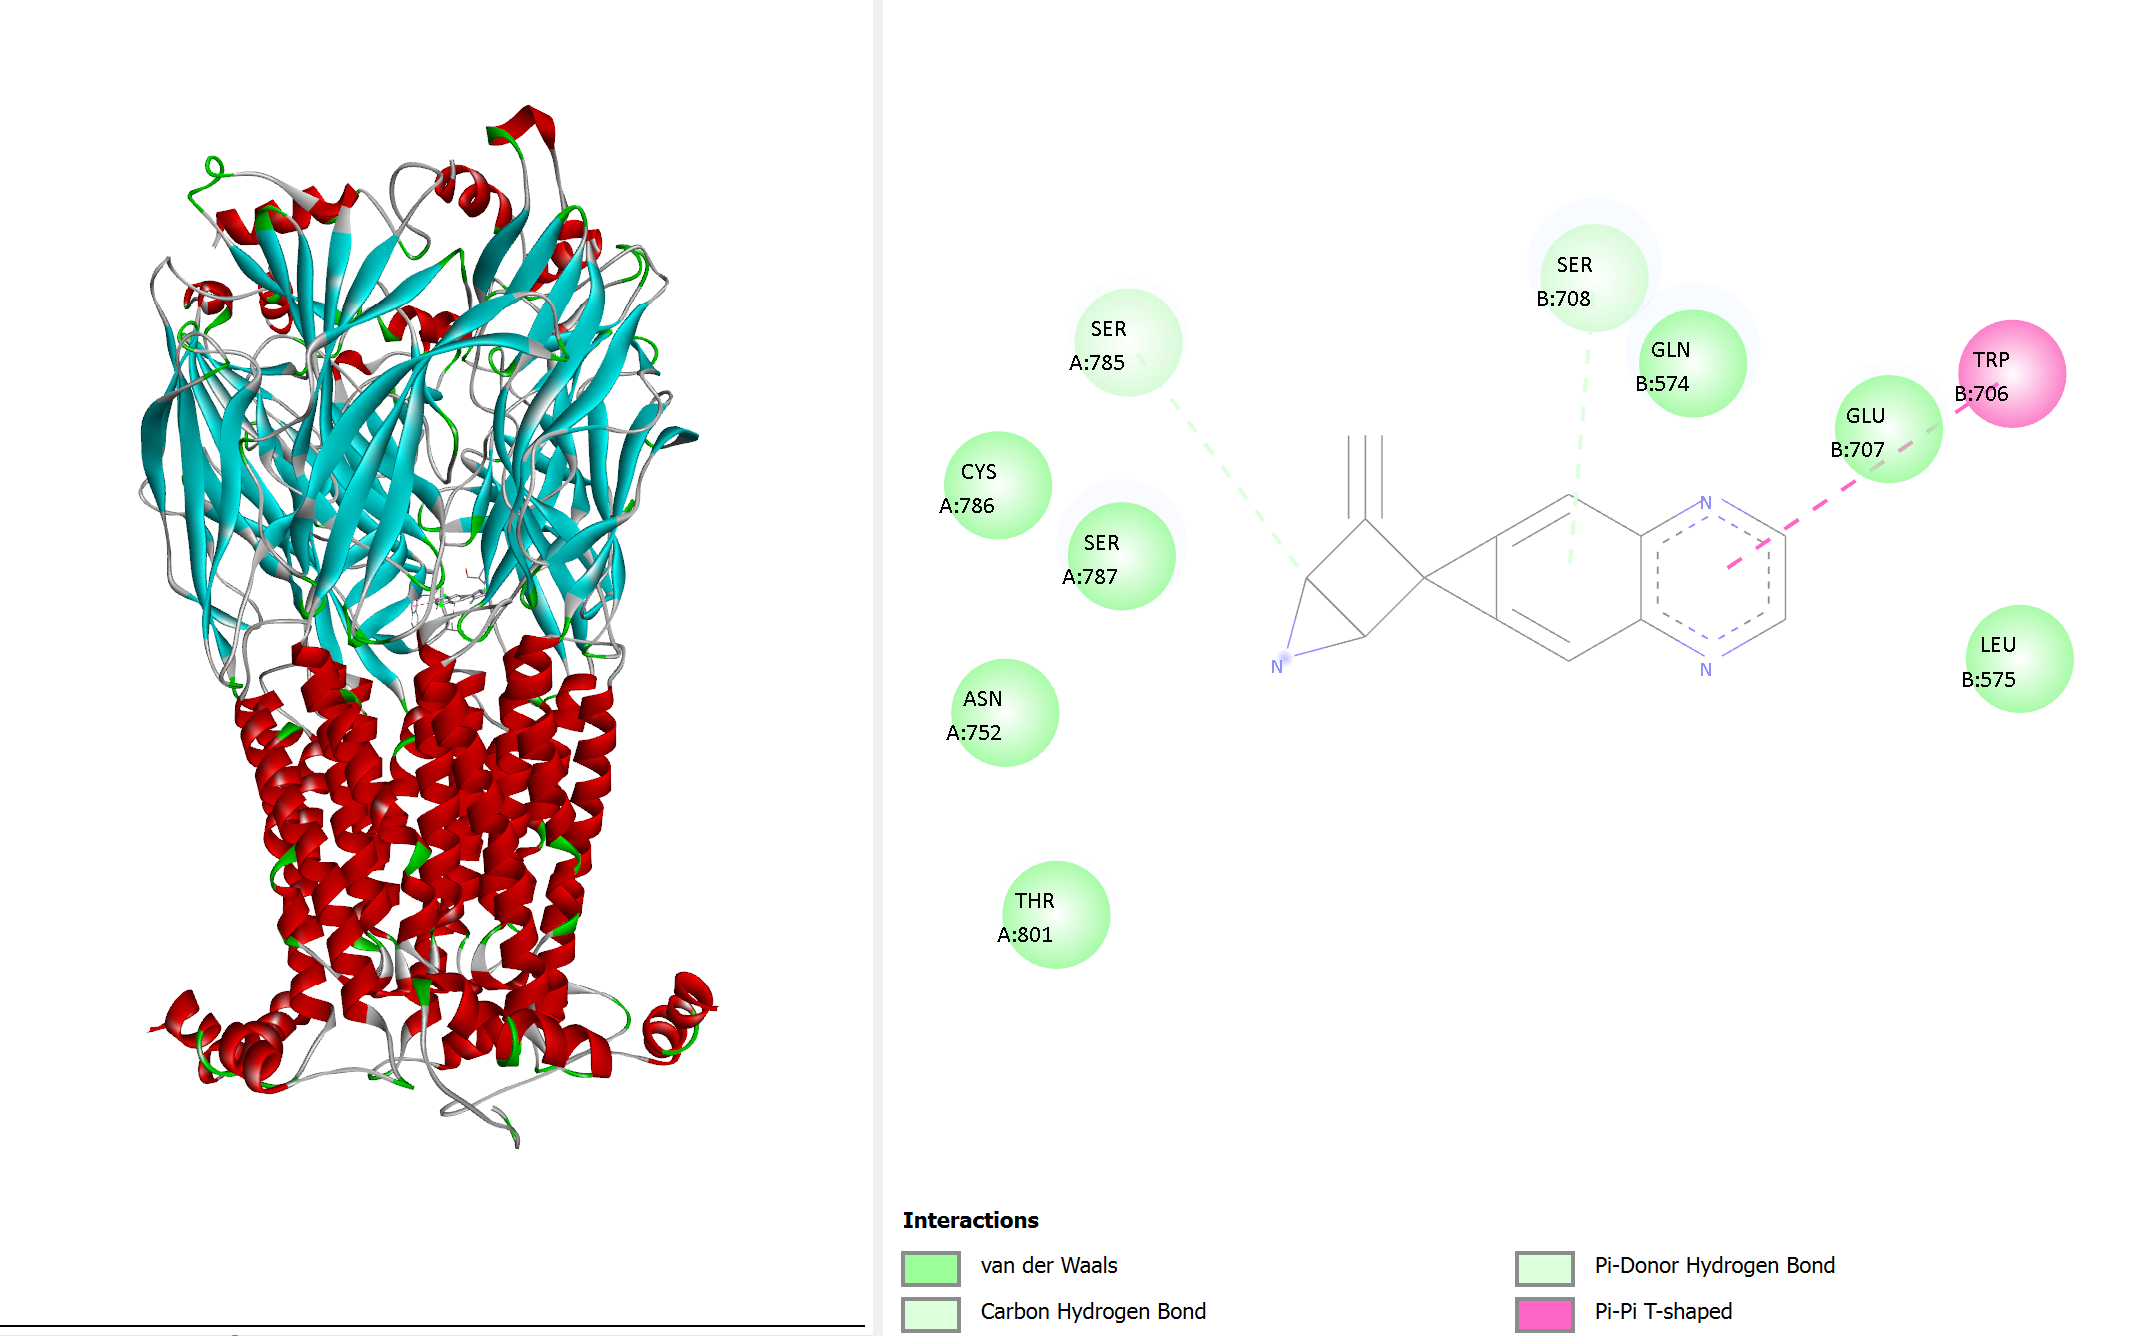 SER
B:708
SER
A:785
GLN
B:574
TRP
B:706
GLU
B:707
CYS
A:786
SER
A:787
N
N
N
LEU
B:575
ASN
A:752
THR
A:801
Interactions
van der Waals
Carbon Hydrogen Bond
Pi-Donor Hydrogen Bond
Pi-Pi T-shaped